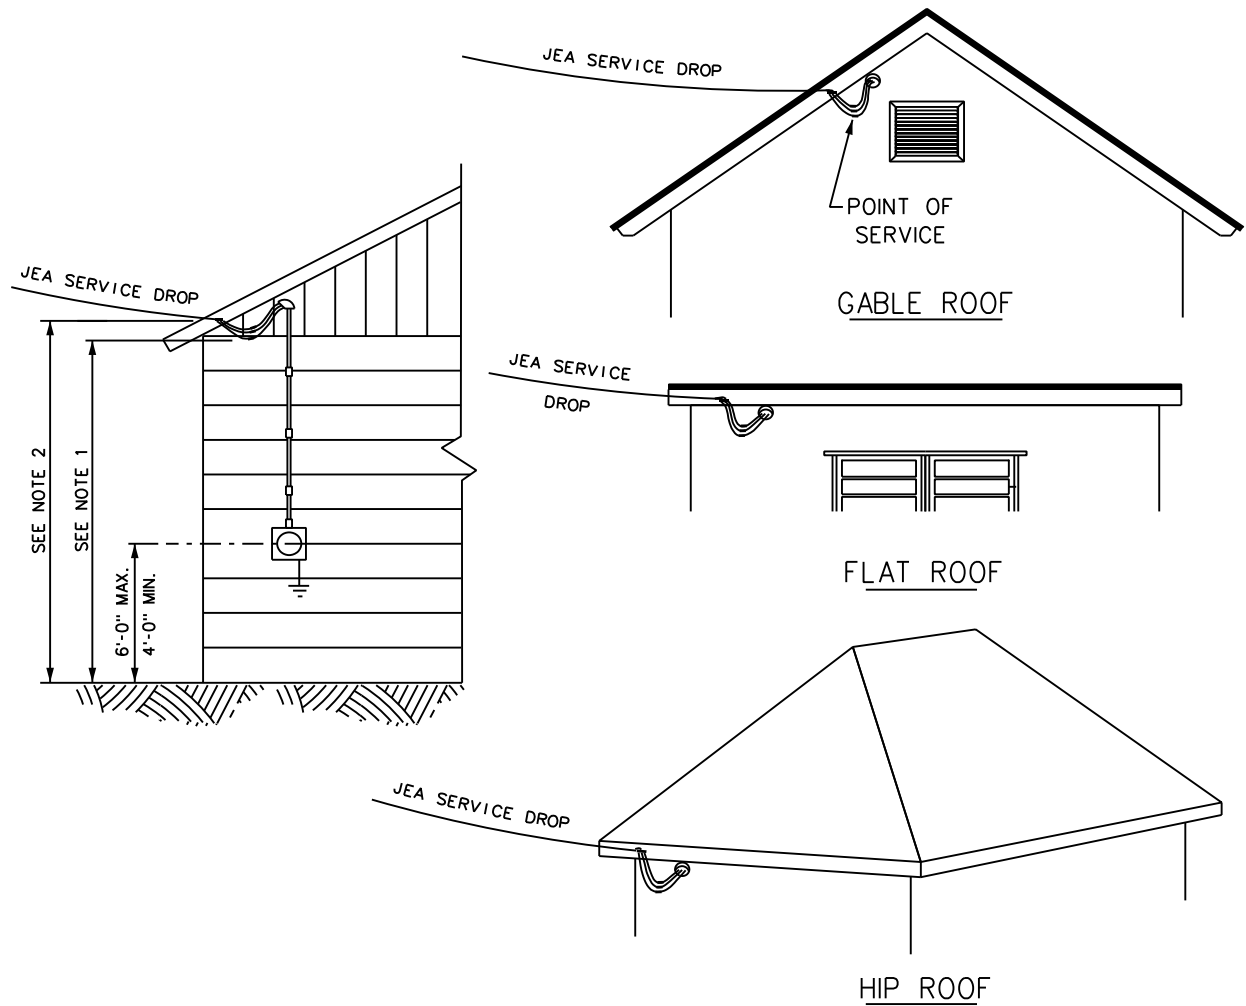 JEA SERVICE DROP
POINT OF
SERVICE
GABLE ROOF
JEA SERVICE DROP
SEE NOTE 2
SEE NOTE 1
6'-0" MAX.
4'-0" MIN.
JEA SERVICE
DROP
FLAT ROOF
JEA SERVICE DROP
HIP ROOF